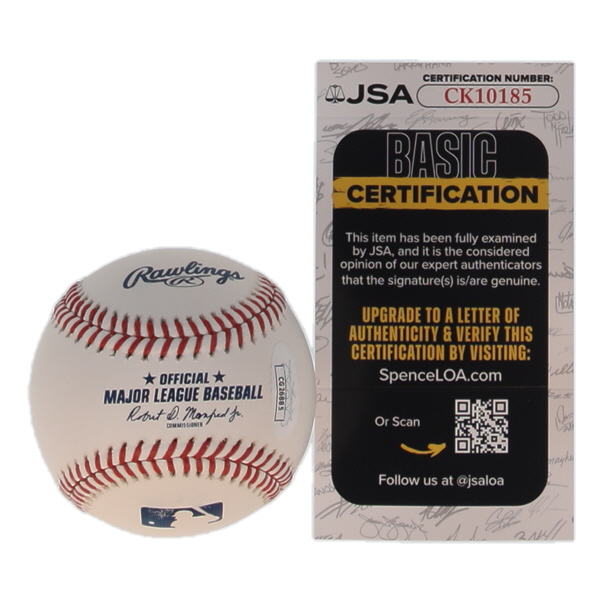 Rawlings
R
★ OFFICIAL ★
MAJOR LEAGUE BASEBALL
Robert D. Manfred Jr.
COMMISSIONER
CG26885
JSA
CERTIFICATION NUMBER:
CK10185
BASIC
CERTIFICATION
This item has been fully examined
by JSA, and it is the considered
opinion of our expert authenticators
that the signature(s) is/are genuine.
UPGRADE TO A LETTER OF
AUTHENTICITY & VERIFY THIS
CERTIFICATION BY VISITING:
SpenceLOA.com
Or Scan
Follow us at @jsaloa